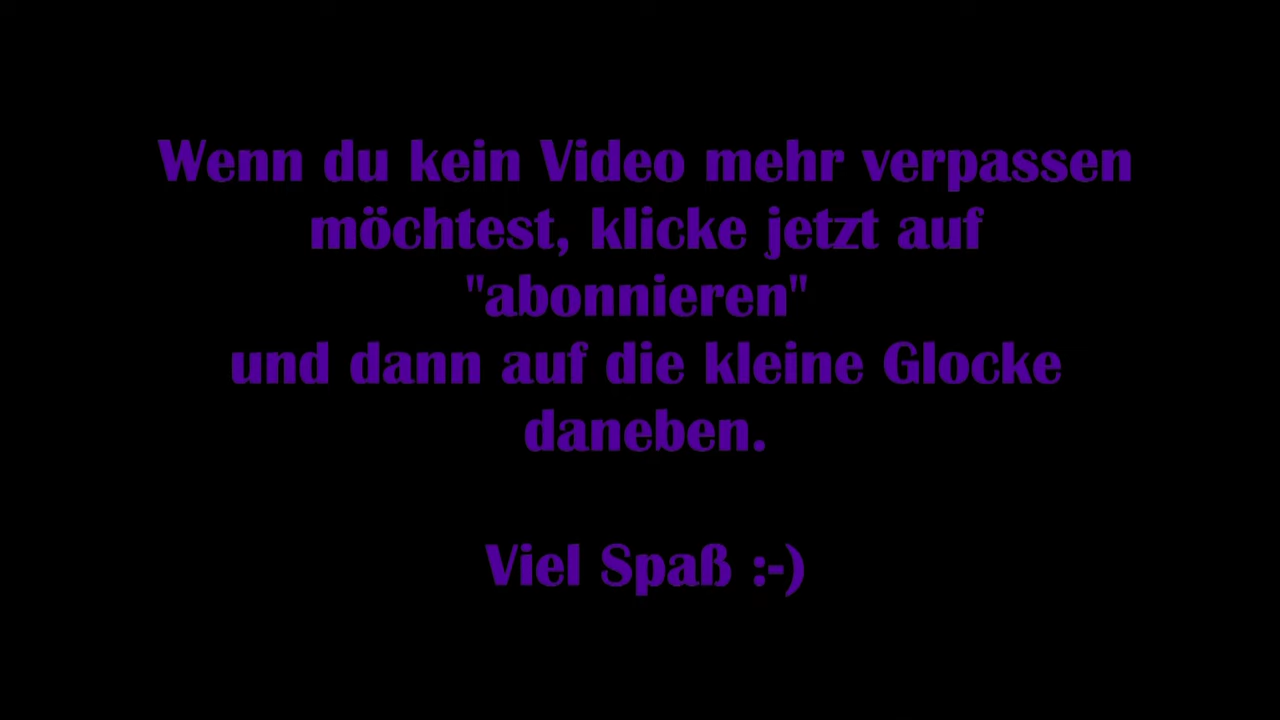 Wenn du kein Video mehr verpassen
möchtest, klicke jetzt auf
"abonnieren"
und dann auf die kleine Glocke
daneben.
Viel Spaß :-)